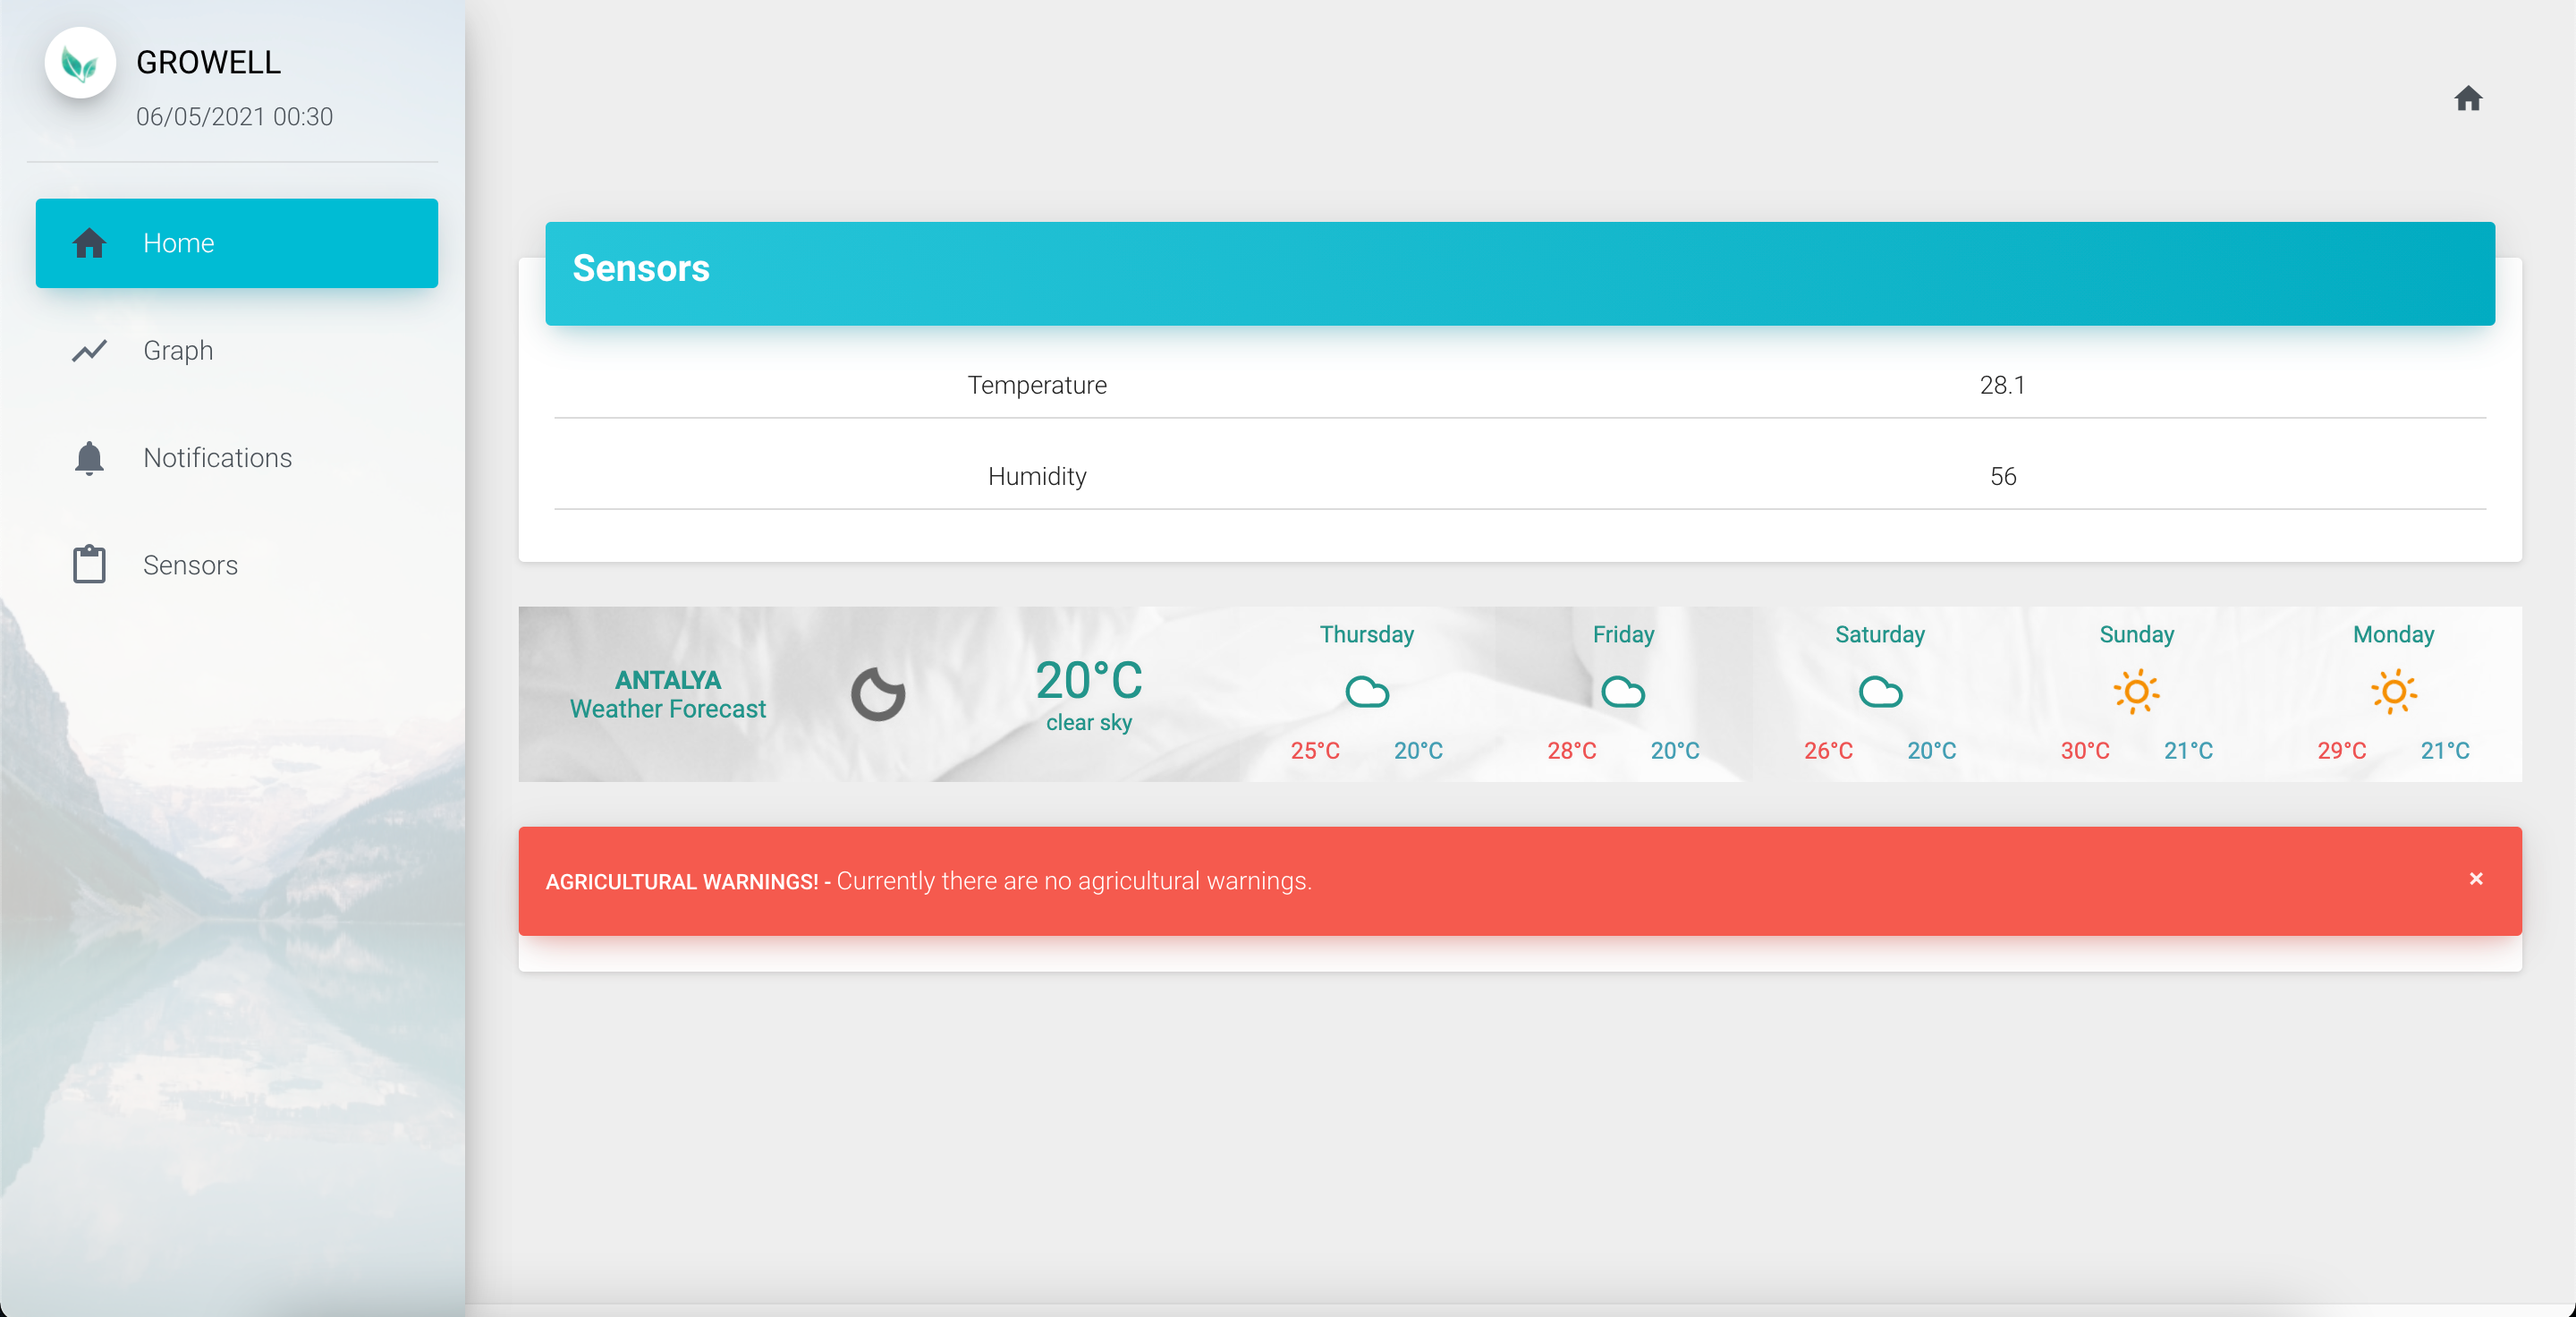 GROWELL
06/05/2021 00:30
Home
Graph
Notifications
Sensors
Sensors
Temperature 28.1
Humidity 56
ANTALYA
Weather Forecast
20°C
clear sky
Thursday
25°C 20°C
Friday
28°C 20°C
Saturday
26°C 20°C
Sunday
30°C 21°C
Monday
29°C 21°C
AGRICULTURAL WARNINGS! - Currently there are no agricultural warnings. ×